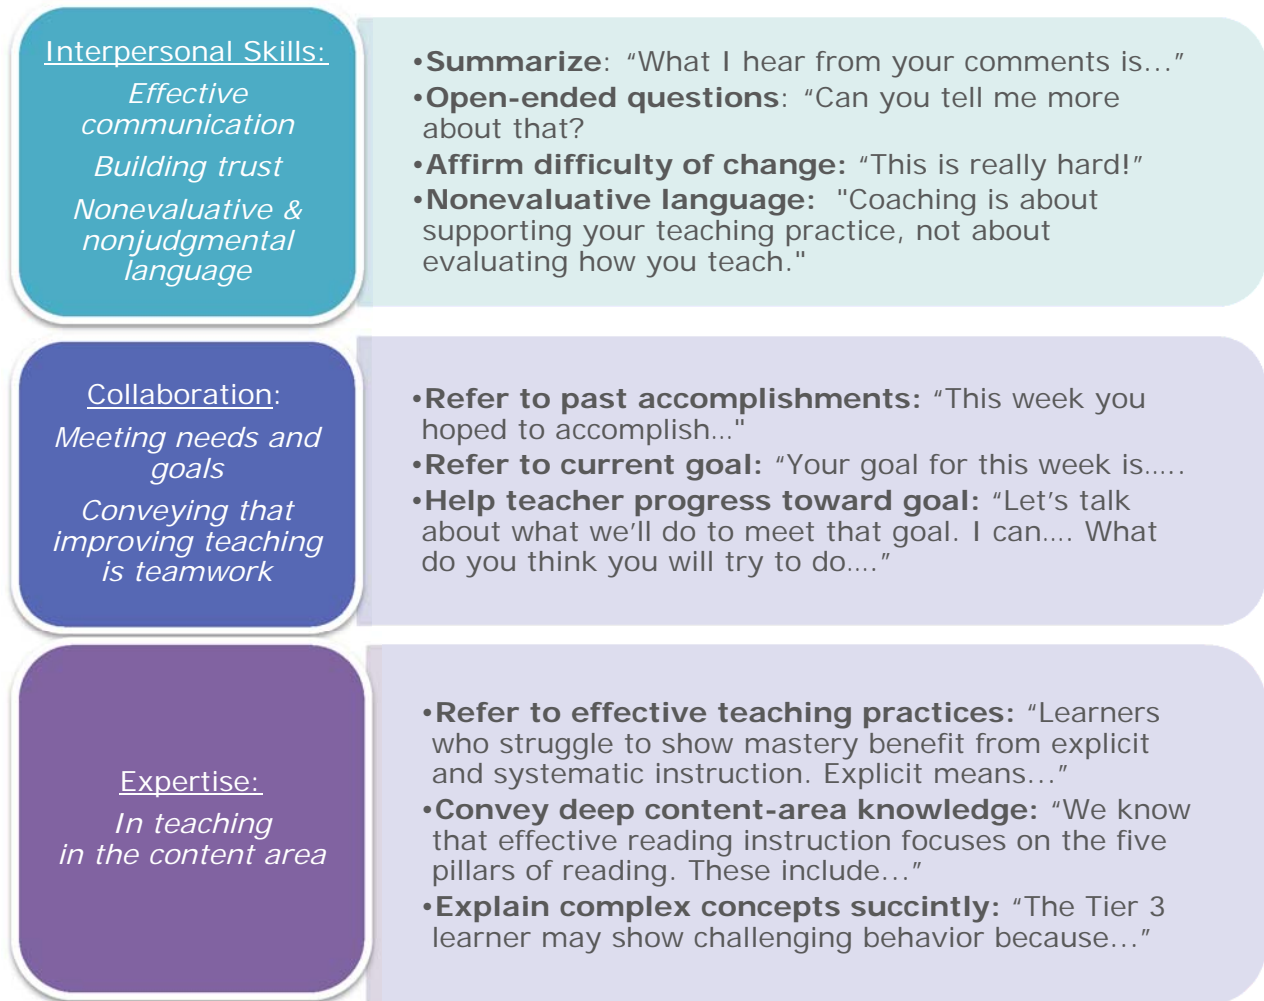 Interpersonal Skills:
Effective
communication
Building trust
Nonevaluative &
nonjudgmental
language
•Summarize: “What I hear from your comments is…”
•Open-ended questions: “Can you tell me more
about that?
•Affirm difficulty of change: “This is really hard!”
•Nonevaluative language:  "Coaching is about
supporting your teaching practice, not about
evaluating how you teach."
Collaboration:
Meeting needs and
goals
Conveying that
improving teaching
is teamwork
•Refer to past accomplishments: “This week you
hoped to accomplish…"
•Refer to current goal: “Your goal for this week is…..
•Help teacher progress toward goal: “Let’s talk
about what we’ll do to meet that goal. I can…. What
do you think you will try to do….”
Expertise:
In teaching
in the content area
•Refer to effective teaching practices: “Learners
who struggle to show mastery benefit from explicit
and systematic instruction. Explicit means…”
•Convey deep content-area knowledge: “We know
that effective reading instruction focuses on the five
pillars of reading. These include…”
•Explain complex concepts succintly: “The Tier 3
learner may show challenging behavior because…”